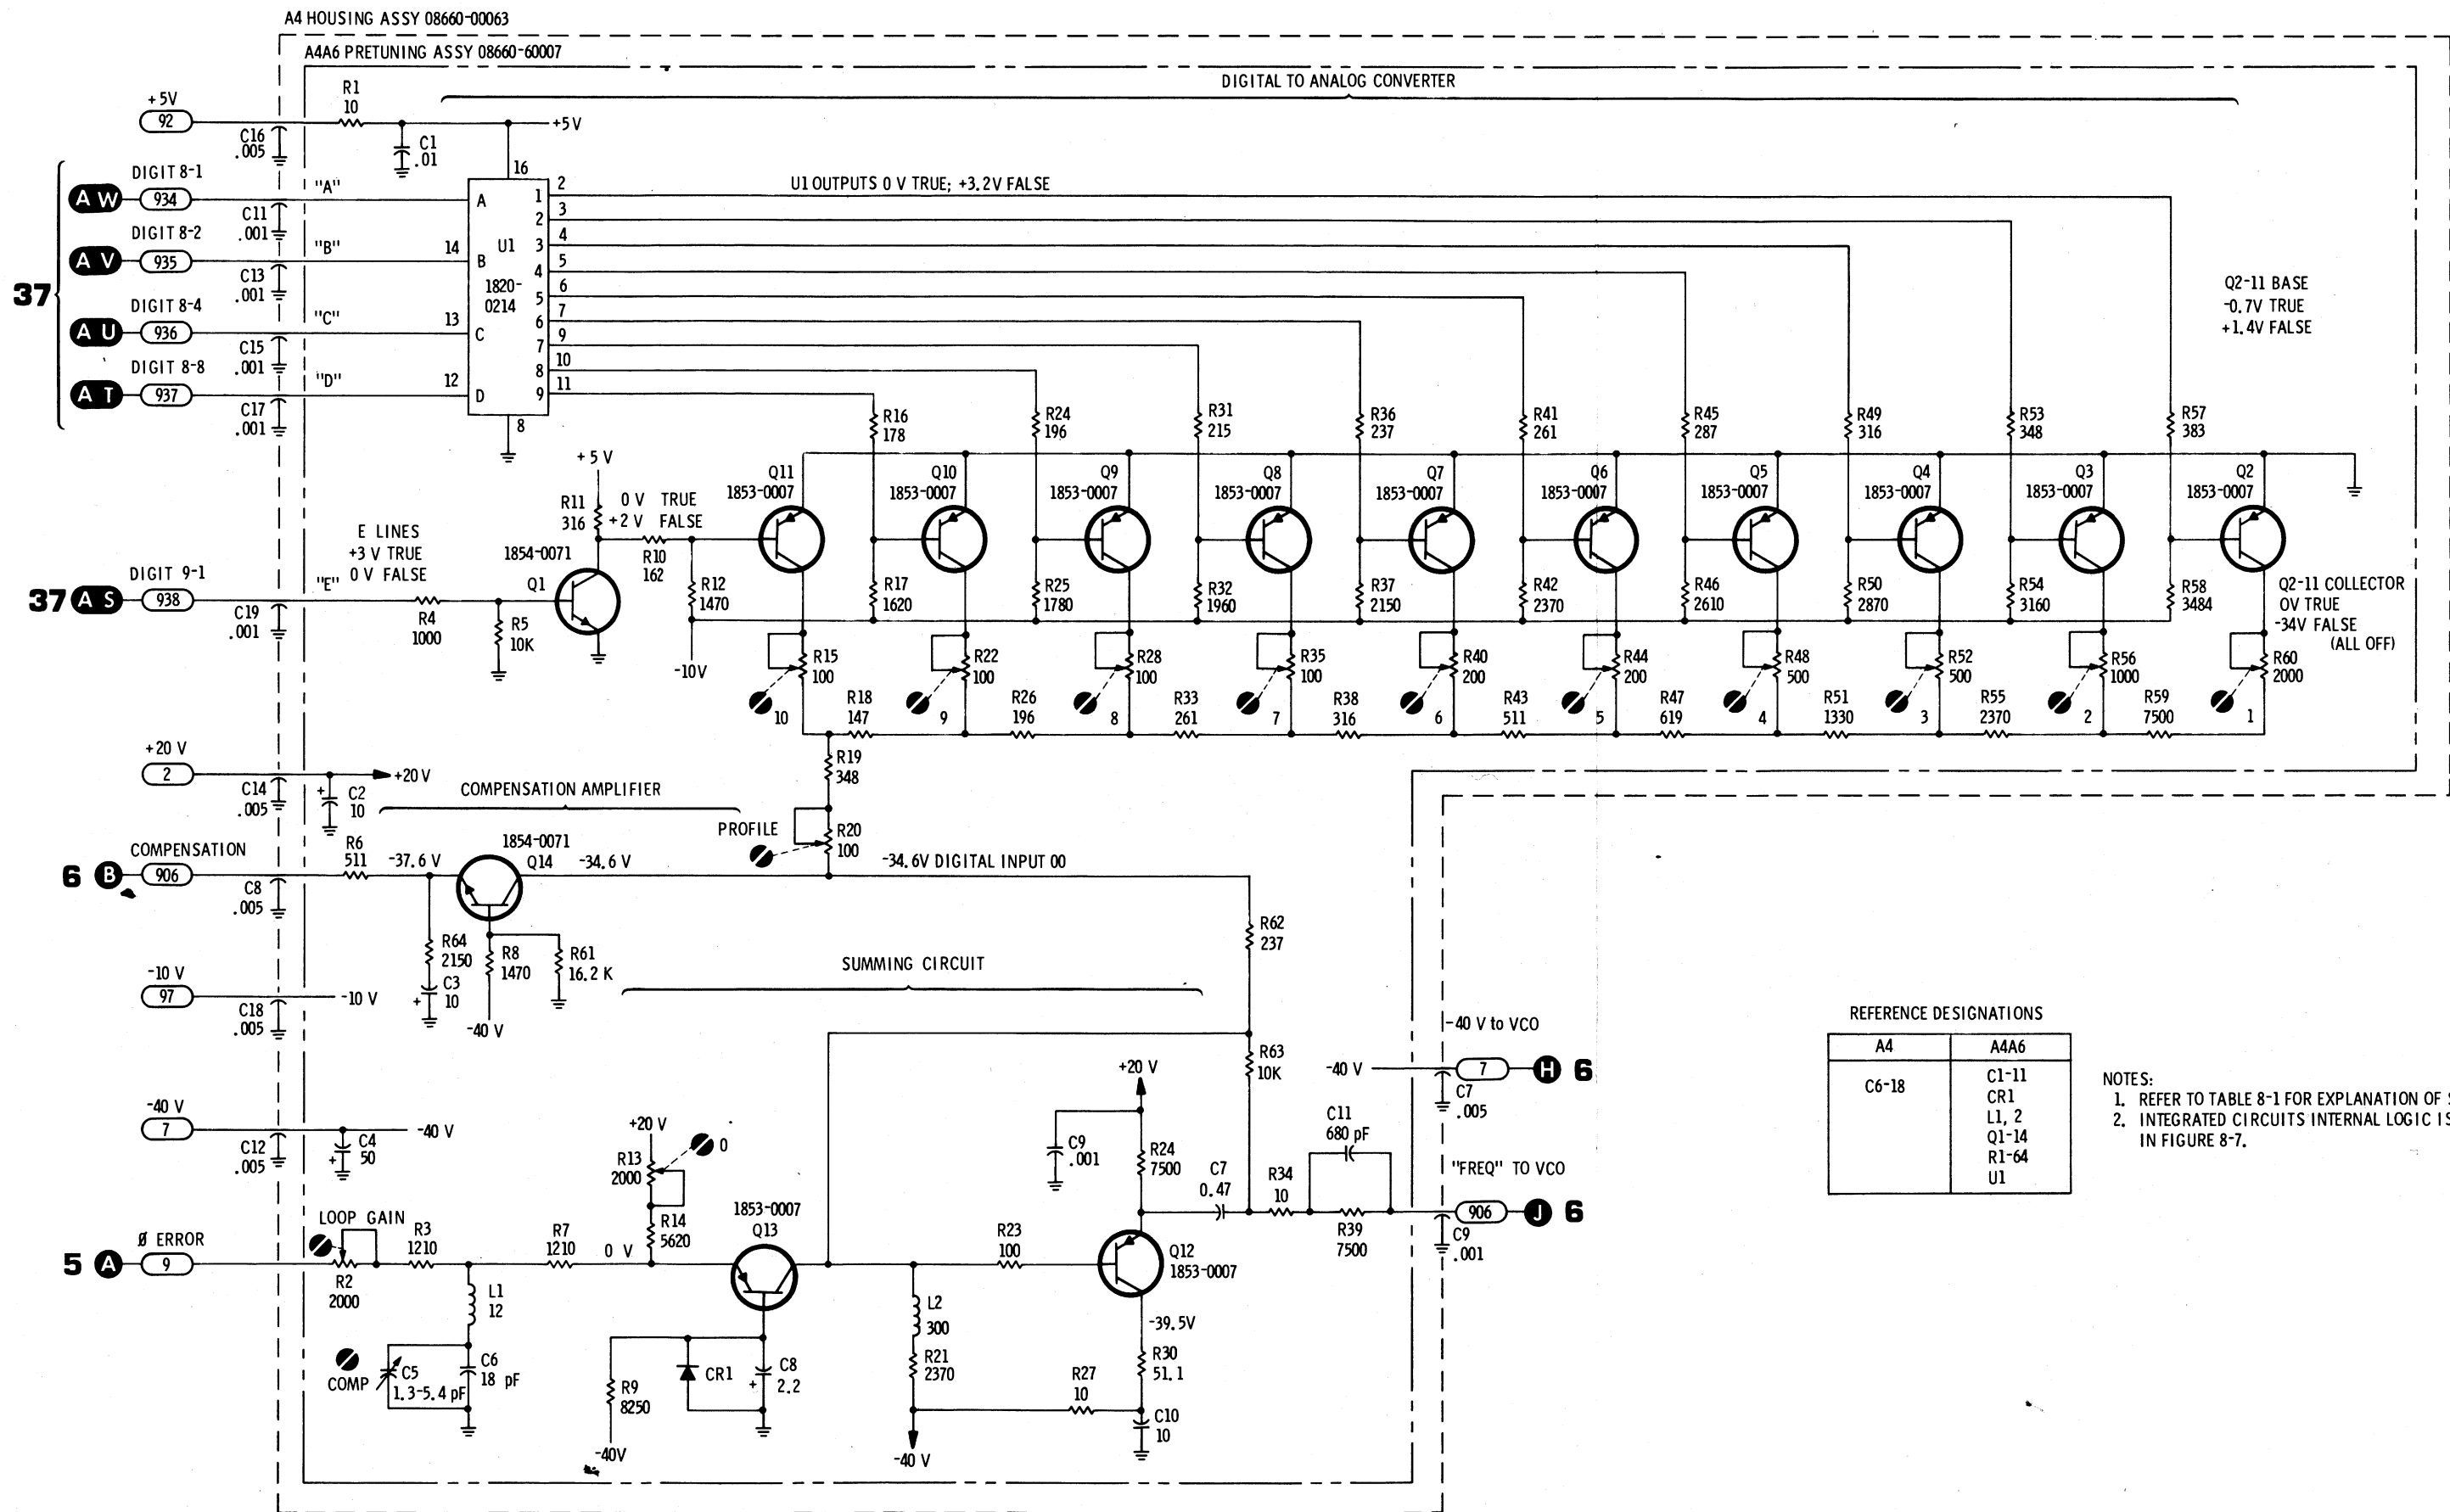 A4 HOUSING ASSY 08660-00063
A4A6 PRETUNING ASSY 08660-60007
DIGITAL TO ANALOG CONVERTER
+5V
92
C16
.005
R1
10
C1
.01
+5V
37
AW
DIGIT 8-1
934
C11
.001
"A"
AV
DIGIT 8-2
935
C13
.001
"B"
14
AU
DIGIT 8-4
936
C15
.001
"C"
13
AT
DIGIT 8-8
937
C17
.001
"D"
12
16
A
B
C
D
U1
1820-
0214
8
1 2
2 3
3 4
4 5
5 6
6 7
7 9
8 10
9 11
U1 OUTPUTS 0 V TRUE; +3.2V FALSE
Q2-11 BASE
-0.7V TRUE
+1.4V FALSE
R16
178
R24
196
R31
215
R36
237
R41
261
R45
287
R49
316
R53
348
R57
383
+5 V
R11
316
0 V TRUE
+2 V FALSE
R10
162
Q11
1853-0007
Q10
1853-0007
Q9
1853-0007
Q8
1853-0007
Q7
1853-0007
Q6
1853-0007
Q5
1853-0007
Q4
1853-0007
Q3
1853-0007
Q2
1853-0007
E LINES
+3 V TRUE
0 V FALSE
1854-0071
Q1
37
AS
DIGIT 9-1
938
C19
.001
"E"
R4
1000
R5
10K
R12
1470
-10V
R17
1620
R25
1780
R32
1960
R37
2150
R42
2370
R46
2610
R50
2870
R54
3160
R58
3484
Q2-11 COLLECTOR
0V TRUE
-34V FALSE
(ALL OFF)
R15
100
R22
100
R28
100
R35
100
R40
200
R44
200
R48
500
R52
500
R56
1000
R60
2000
10
9
8
7
6
5
4
3
2
1
R18
147
R26
196
R33
261
R38
316
R43
511
R47
619
R51
1330
R55
2370
R59
7500
+20 V
2
C14
.005
C2
10
+
+20 V
R19
348
COMPENSATION AMPLIFIER
PROFILE
R20
100
6
B
COMPENSATION
906
C8
.005
R6
511
-37.6 V
1854-0071
Q14
-34.6 V
-34.6V DIGITAL INPUT 00
R64
2150
C3
10
+
R8
1470
-40 V
R61
16.2 K
R62
237
-10 V
97
C18
.005
-10 V
SUMMING CIRCUIT
-40 V
7
C12
.005
C4
50
+
-40 V
R63
10K
-40 V
-40 V to VCO
7
H
6
C7
.005
+20 V
R13
2000
0
R14
5620
+20 V
C9
.001
R24
7500
C7
0.47
R34
10
C11
680 pF
R39
7500
"FREQ" TO VCO
906
J
6
C9
.001
5
A
Ø ERROR
9
LOOP GAIN
R2
2000
R3
1210
R7
1210
0 V
1853-0007
Q13
R23
100
Q12
1853-0007
L1
12
COMP
C5
1.3-5.4 pF
C6
18 pF
R9
8250
-40V
CR1
C8
2.2
+
L2
300
R21
2370
-40 V
R27
10
-39.5V
R30
51.1
C10
10
REFERENCE DESIGNATIONS
A4 A4A6
C6-18
C1-11
CR1
L1, 2
Q1-14
R1-64
U1
NOTES:
1. REFER TO TABLE 8-1 FOR EXPLANATION OF
2. INTEGRATED CIRCUITS INTERNAL LOGIC IS
IN FIGURE 8-7.